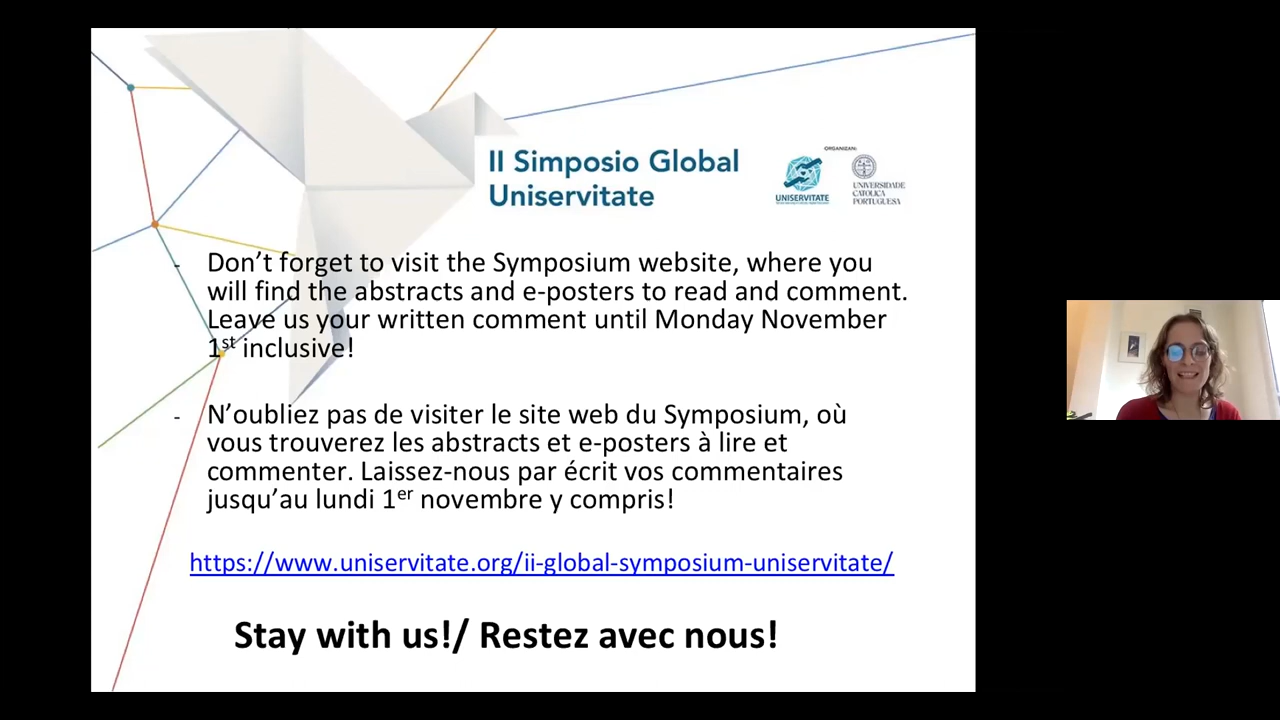 II Simposio Global
Uniservitate
ORGANIZAN:
UNISERVITATE
UNIVERSIDADE
CATOLICA
PORTUGUESA
- Don’t forget to visit the Symposium website, where you
will find the abstracts and e-posters to read and comment.
Leave us your written comment until Monday November
1st inclusive!
- N’oubliez pas de visiter le site web du Symposium, où
vous trouverez les abstracts et e-posters à lire et
commenter. Laissez-nous par écrit vos commentaires
jusqu’au lundi 1er novembre y compris!
https://www.uniservitate.org/ii-global-symposium-uniservitate/
Stay with us!/ Restez avec nous!